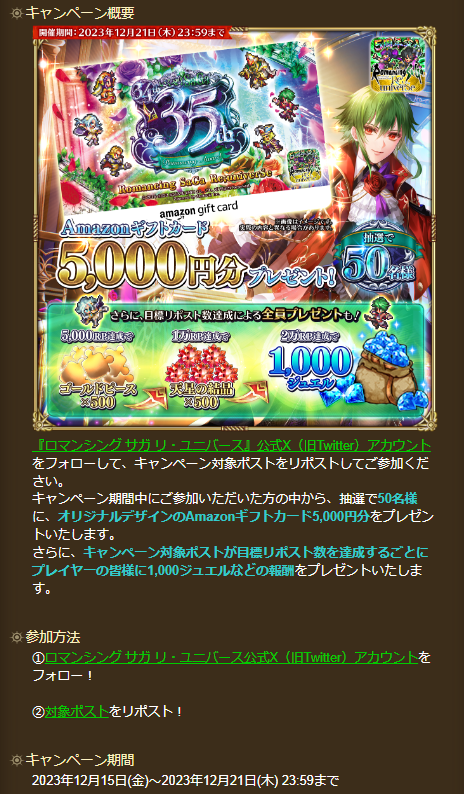 キャンペーン概要
開催期間：2023年12月21日(木) 23:59まで
35th
Romancing SaGa Re;univerSe
amazon gift card
※画像はイメージです。
Amazonギフトカード
5,000円分プレゼント！
抽選で
50名様
さらに、目標リポスト数達成による全員プレゼントも！
5,000RP達成で
ゴールドピース
×500
1万RP達成で
天星の結晶
×500
2万RP達成で
1,000
ジュエル
『ロマンシング サガ リ・ユニバース』公式X（旧Twitter）アカウント
をフォローして、キャンペーン対象ポストをリポストしてご参加くだ
さい。
キャンペーン期間中にご参加いただいた方の中から、抽選で50名様
に、オリジナルデザインのAmazonギフトカード5,000円分をプレゼン
トいたします。
さらに、キャンペーン対象ポストが目標リポスト数を達成するごとに
プレイヤーの皆様に1,000ジュエルなどの報酬をプレゼントいたしま
す。
参加方法
①ロマンシング サガ リ・ユニバース公式X（旧Twitter）アカウントを
フォロー！
②対象ポストをリポスト！
キャンペーン期間
2023年12月15日(金)～2023年12月21日(木) 23:59まで